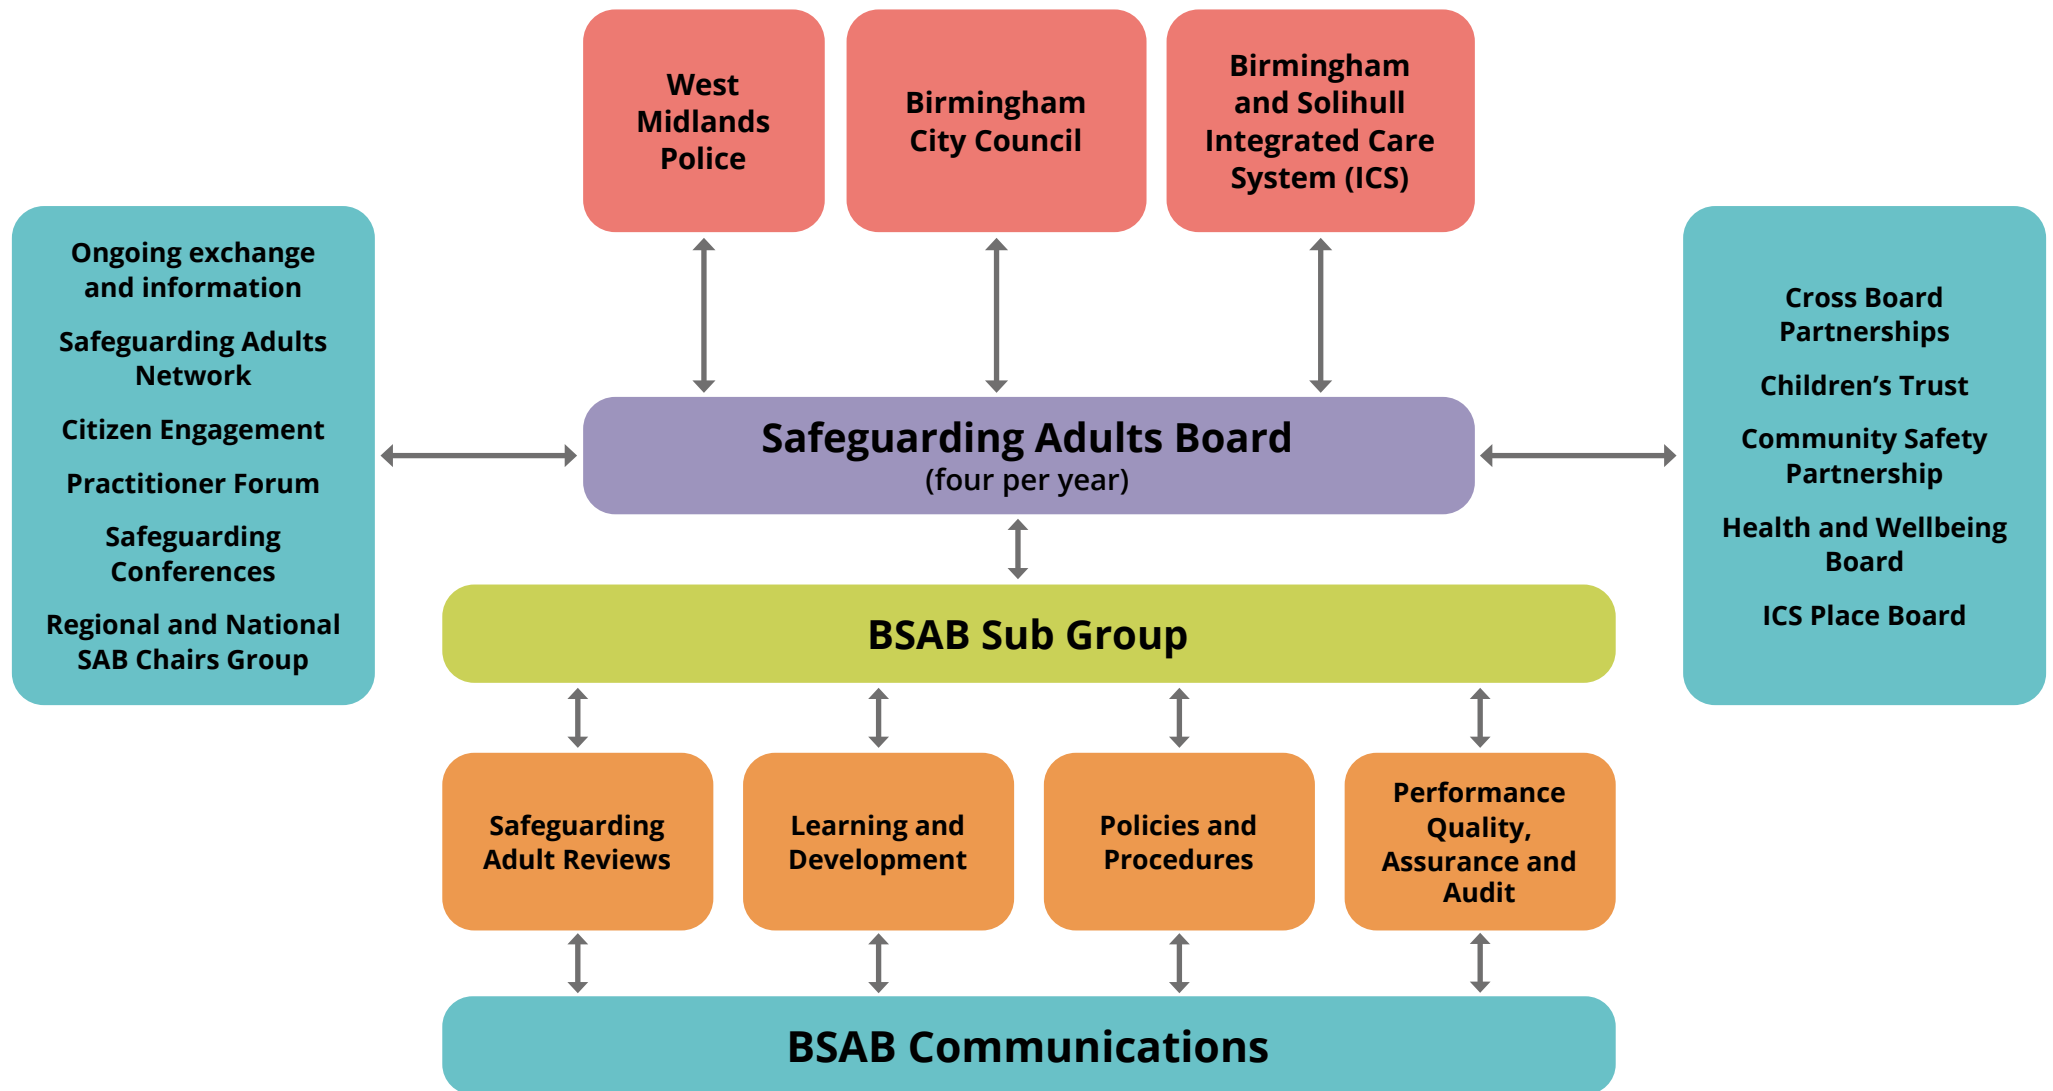 West
Midlands
Police
Birmingham
City Council
Birmingham
and Solihull
Integrated Care
System (ICS)
Ongoing exchange
and information
Safeguarding Adults
Network
Citizen Engagement
Practitioner Forum
Safeguarding
Conferences
Regional and National
SAB Chairs Group
Safeguarding Adults Board
(four per year)
Cross Board
Partnerships
Children’s Trust
Community Safety
Partnership
Health and Wellbeing
Board
ICS Place Board
BSAB Sub Group
Safeguarding
Adult Reviews
Learning and
Development
Policies and
Procedures
Performance
Quality,
Assurance and
Audit
BSAB Communications